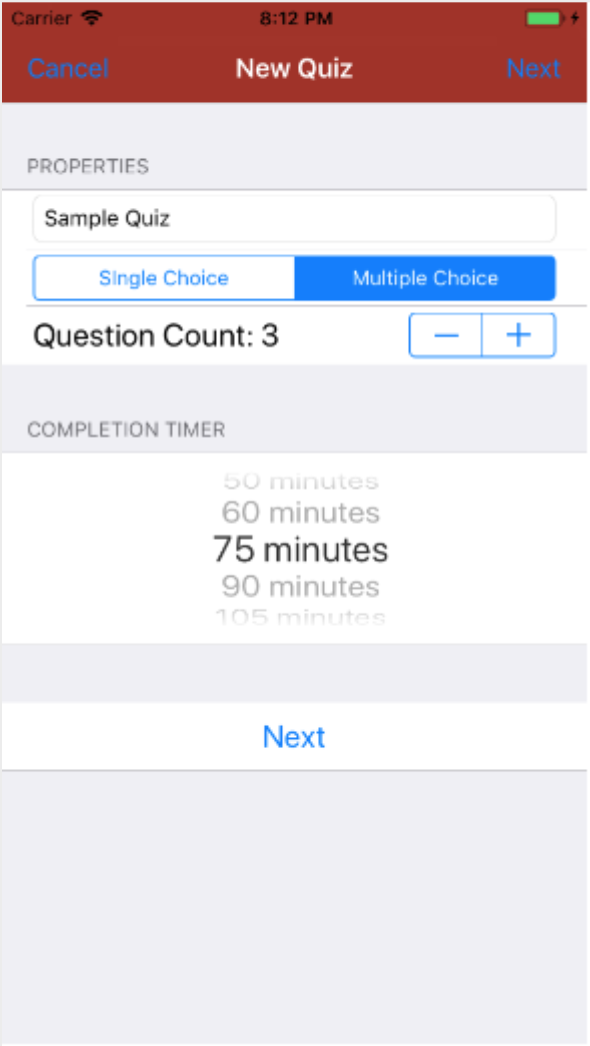 Carrier 8:12 PM
Cancel New Quiz Next
PROPERTIES
Sample Quiz
SIngle Choice Multiple Choice
Question Count: 3 − +
COMPLETION TIMER
50 minutes
60 minutes
75 minutes
90 minutes
105 minutes
Next